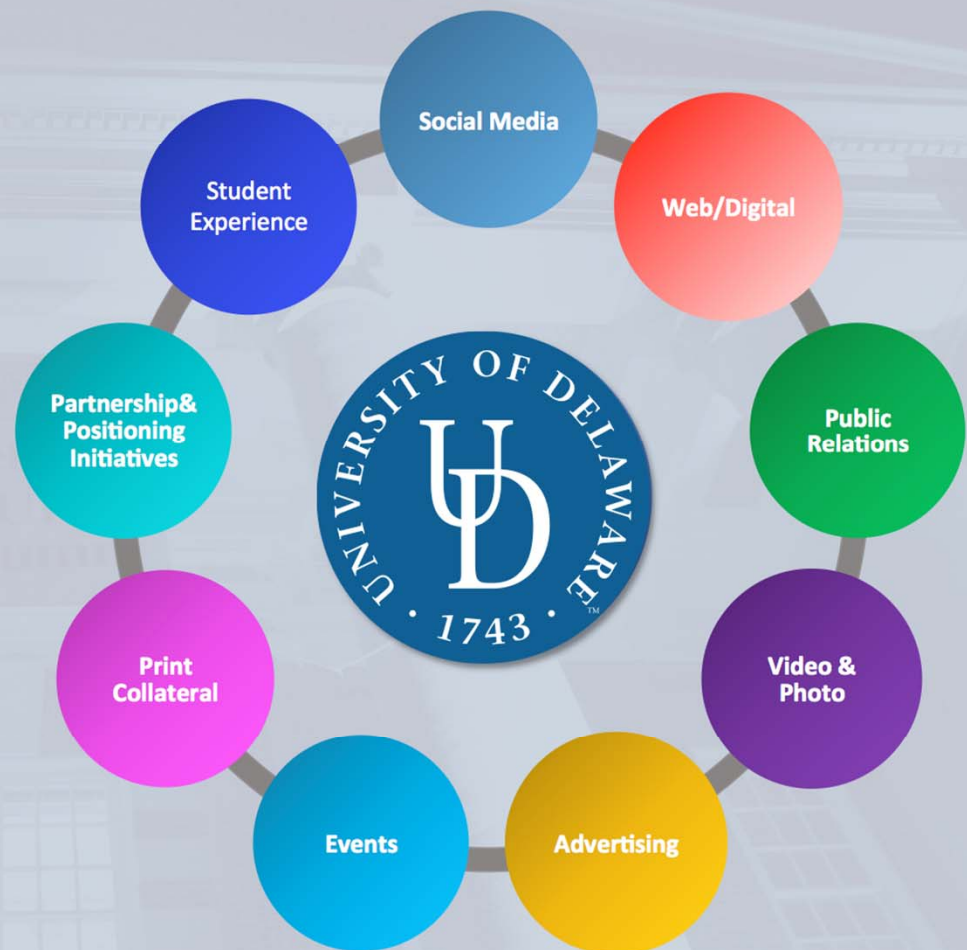 Social Media
Web/Digital
Public
Relations
Video &
Photo
Advertising
Events
Print
Collateral
Partnership&
Positioning
Initiatives
Student
Experience
UNIVERSITY OF DELAWARE™
UD
· 1743 ·